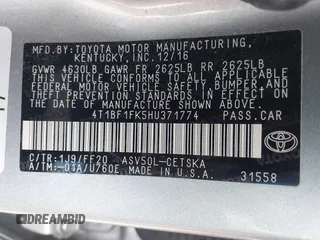 MFD.BY:TOYOTA MOTOR MANUFACTURING,
KENTUCKY,INC.12/16
GVWR 4630LB GAWR FR 2625LB RR 2625LB
THIS VEHICLE CONFORMS TO ALL APPLICABLE
FEDERAL MOTOR VEHICLE SAFETY, BUMPER, AND
THEFT PREVENTION STANDARDS IN EFFECT ON
THE DATE OF MANUFACTURE SHOWN ABOVE.
4T1BF1FK5HU371774 PASS.CAR
C/TR:1J9/FF20 ASV50L-CETSKA
A/TM:-01A/U760E MADE IN U.S.A.
31558
DREAMBID